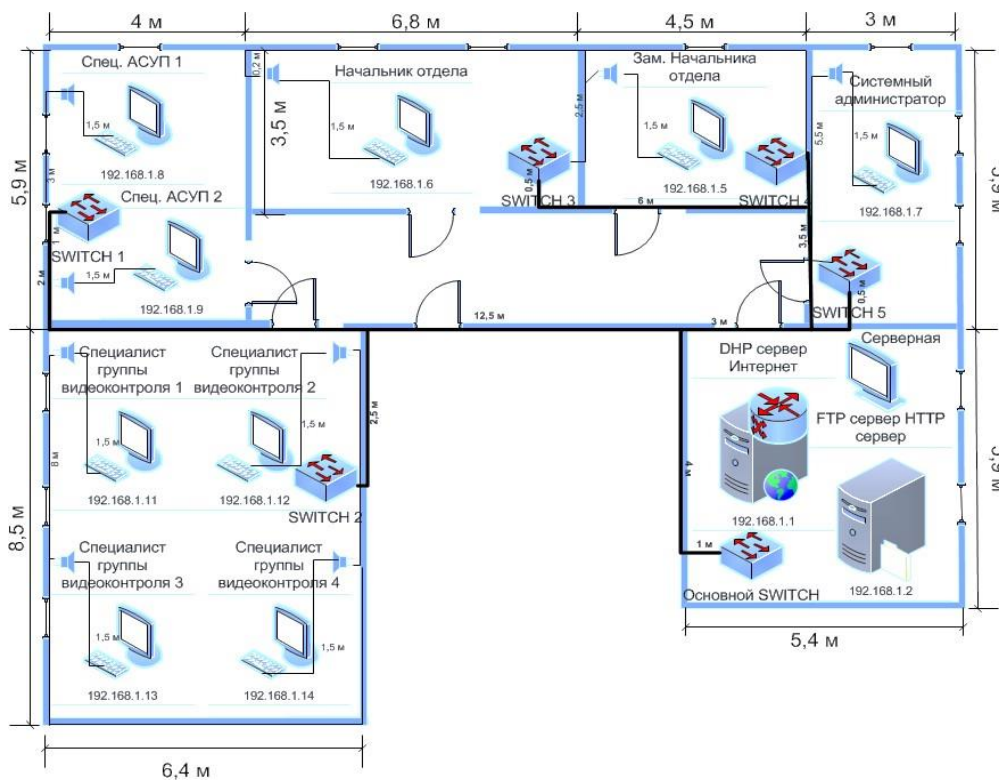 4 м
6,8 м
4,5 м
3 м
Спец. АСУП 1
1,5 м
192.168.1.8
3 м
Спец. АСУП 2
SWITCH 1
1 м
2 м
1,5 м
192.168.1.9
5,9 м
0,2 м
3,5 м
Начальник отдела
1,5 м
192.168.1.6
SWITCH 3
0,5 м
2,5 м
Зам. Начальника
отдела
1,5 м
192.168.1.5
SWITCH 4
6 м
3,5 м
5,5 м
Системный
администратор
1,5 м
192.168.1.7
SWITCH 5
0,5 м
5,9 м
12,5 м
3 м
Специалист
группы
видеоконтроля 1
1,5 м
192.168.1.11
Специалист
группы
видеоконтроля 2
1,5 м
192.168.1.12
SWITCH 2
2,5 м
8 м
8,5 м
Специалист
группы
видеоконтроля 3
1,5 м
192.168.1.13
Специалист
группы
видеоконтроля 4
1,5 м
192.168.1.14
6,4 м
DHP сервер
Интернет
Серверная
FTP сервер HTTP
сервер
192.168.1.1
192.168.1.2
4 м
1 м
Основной SWITCH
5,9 м
5,4 м